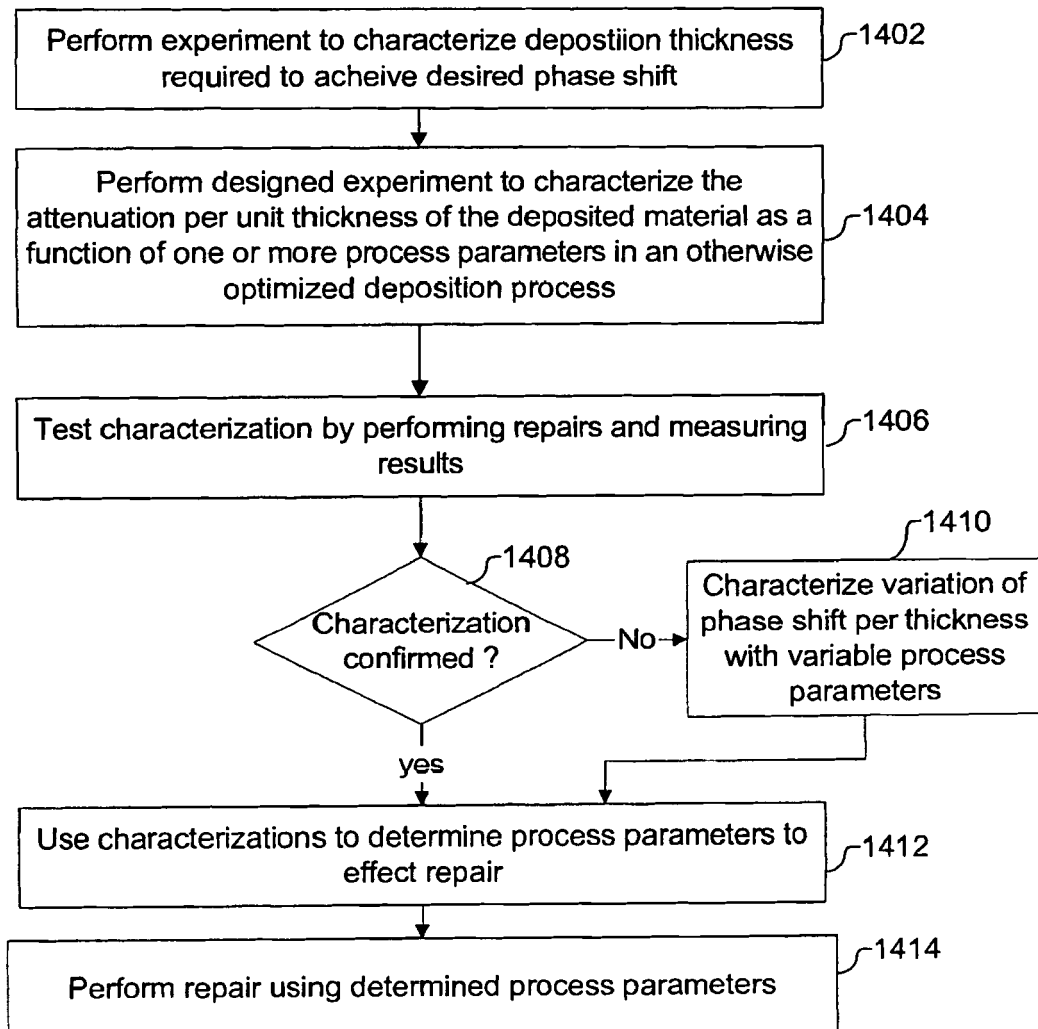 Perform experiment to characterize depostiion thickness
required to acheive desired phase shift
1402
Perform designed experiment to characterize the
attenuation per unit thickness of the deposited material as a
function of one or more process parameters in an otherwise
optimized deposition process
1404
Test characterization by performing repairs and measuring
results
1406
1408
Characterization
confirmed ?
No
1410
Characterize variation of
phase shift per thickness
with variable process
parameters
yes
Use characterizations to determine process parameters to
effect repair
1412
Perform repair using determined process parameters
1414